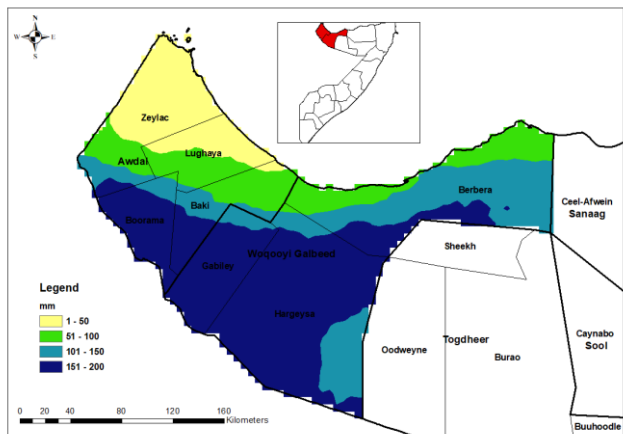 N
W E
S
Zeylac
Lughaya
Awdal
Baki
Boorama
Berbera
Ceel-Afwein
Sanaag
Woqooyi Galbeed
Sheekh
Gabiley
Hargeysa
Legend
mm
1 - 50
51 - 100
101 - 150
151 - 200
Oodweyne
Togdheer
Burao
Caynabo
Sool
Buuhoodle
0 20 40 80 120 160
Kilometers